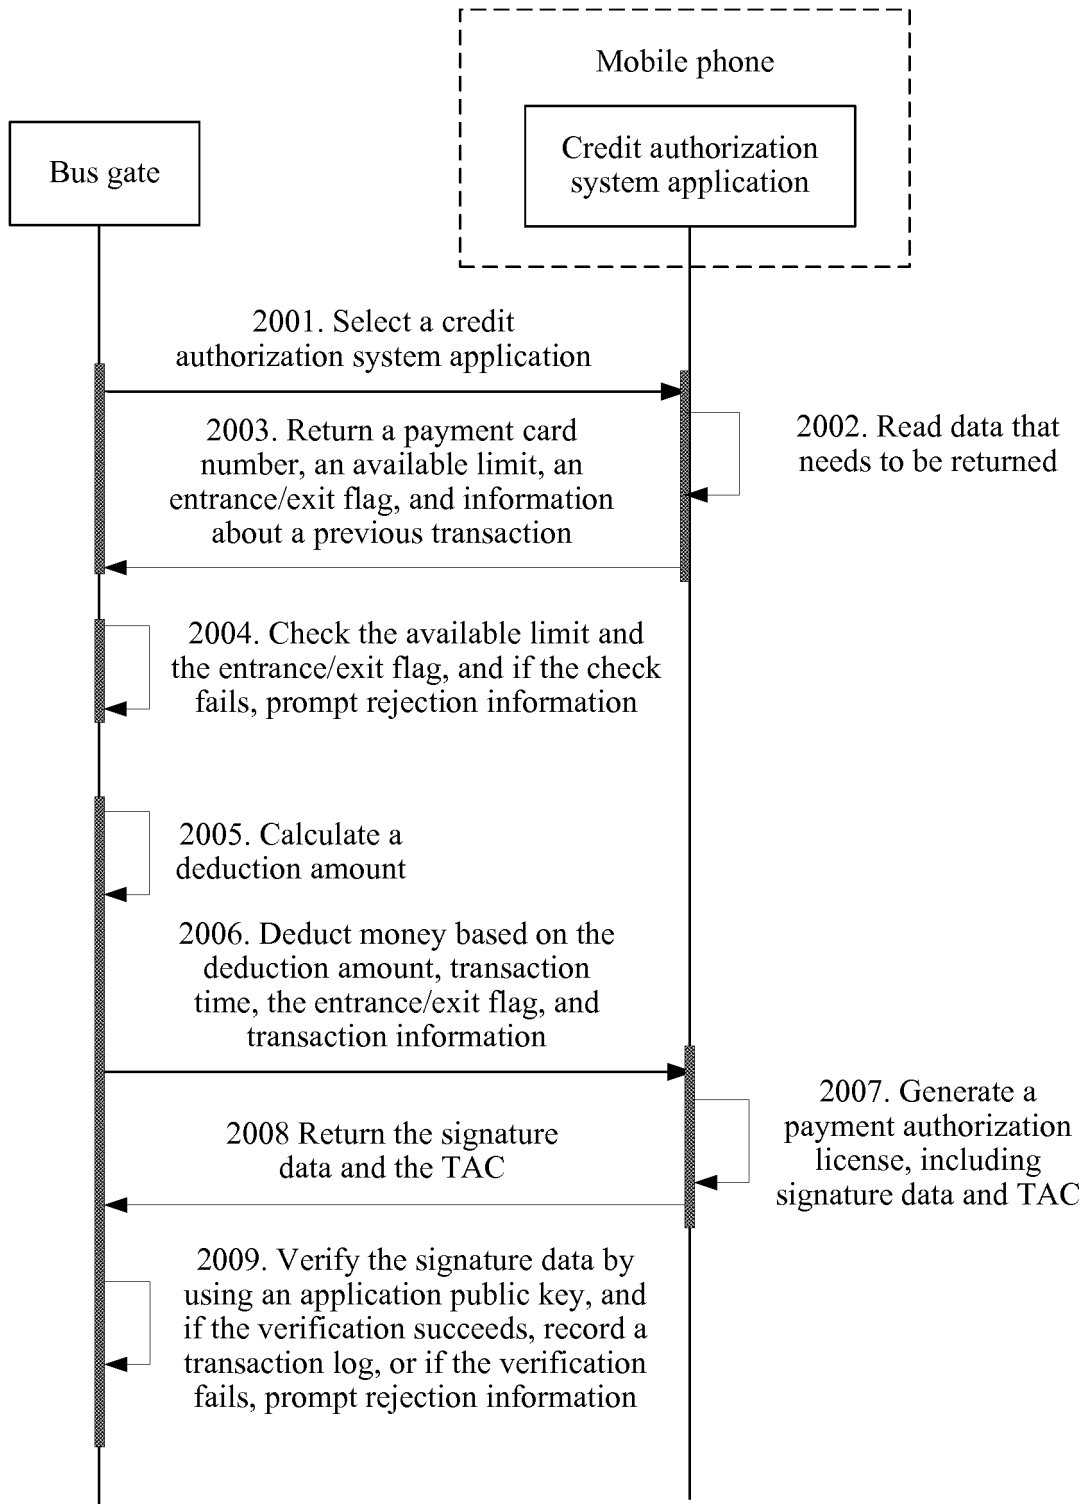 Mobile phone
Bus gate
Credit authorization
system application
2001. Select a credit
authorization system application
2002. Read data that
needs to be returned
2003. Return a payment card
number, an available limit, an
entrance/exit flag, and information
about a previous transaction
2004. Check the available limit and
the entrance/exit flag, and if the check
fails, prompt rejection information
2005. Calculate a
deduction amount
2006. Deduct money based on the
deduction amount, transaction
time, the entrance/exit flag, and
transaction information
2007. Generate a
payment authorization
license, including
signature data and TAC
2008 Return the signature
data and the TAC
2009. Verify the signature data by
using an application public key, and
if the verification succeeds, record a
transaction log, or if the verification
fails, prompt rejection information